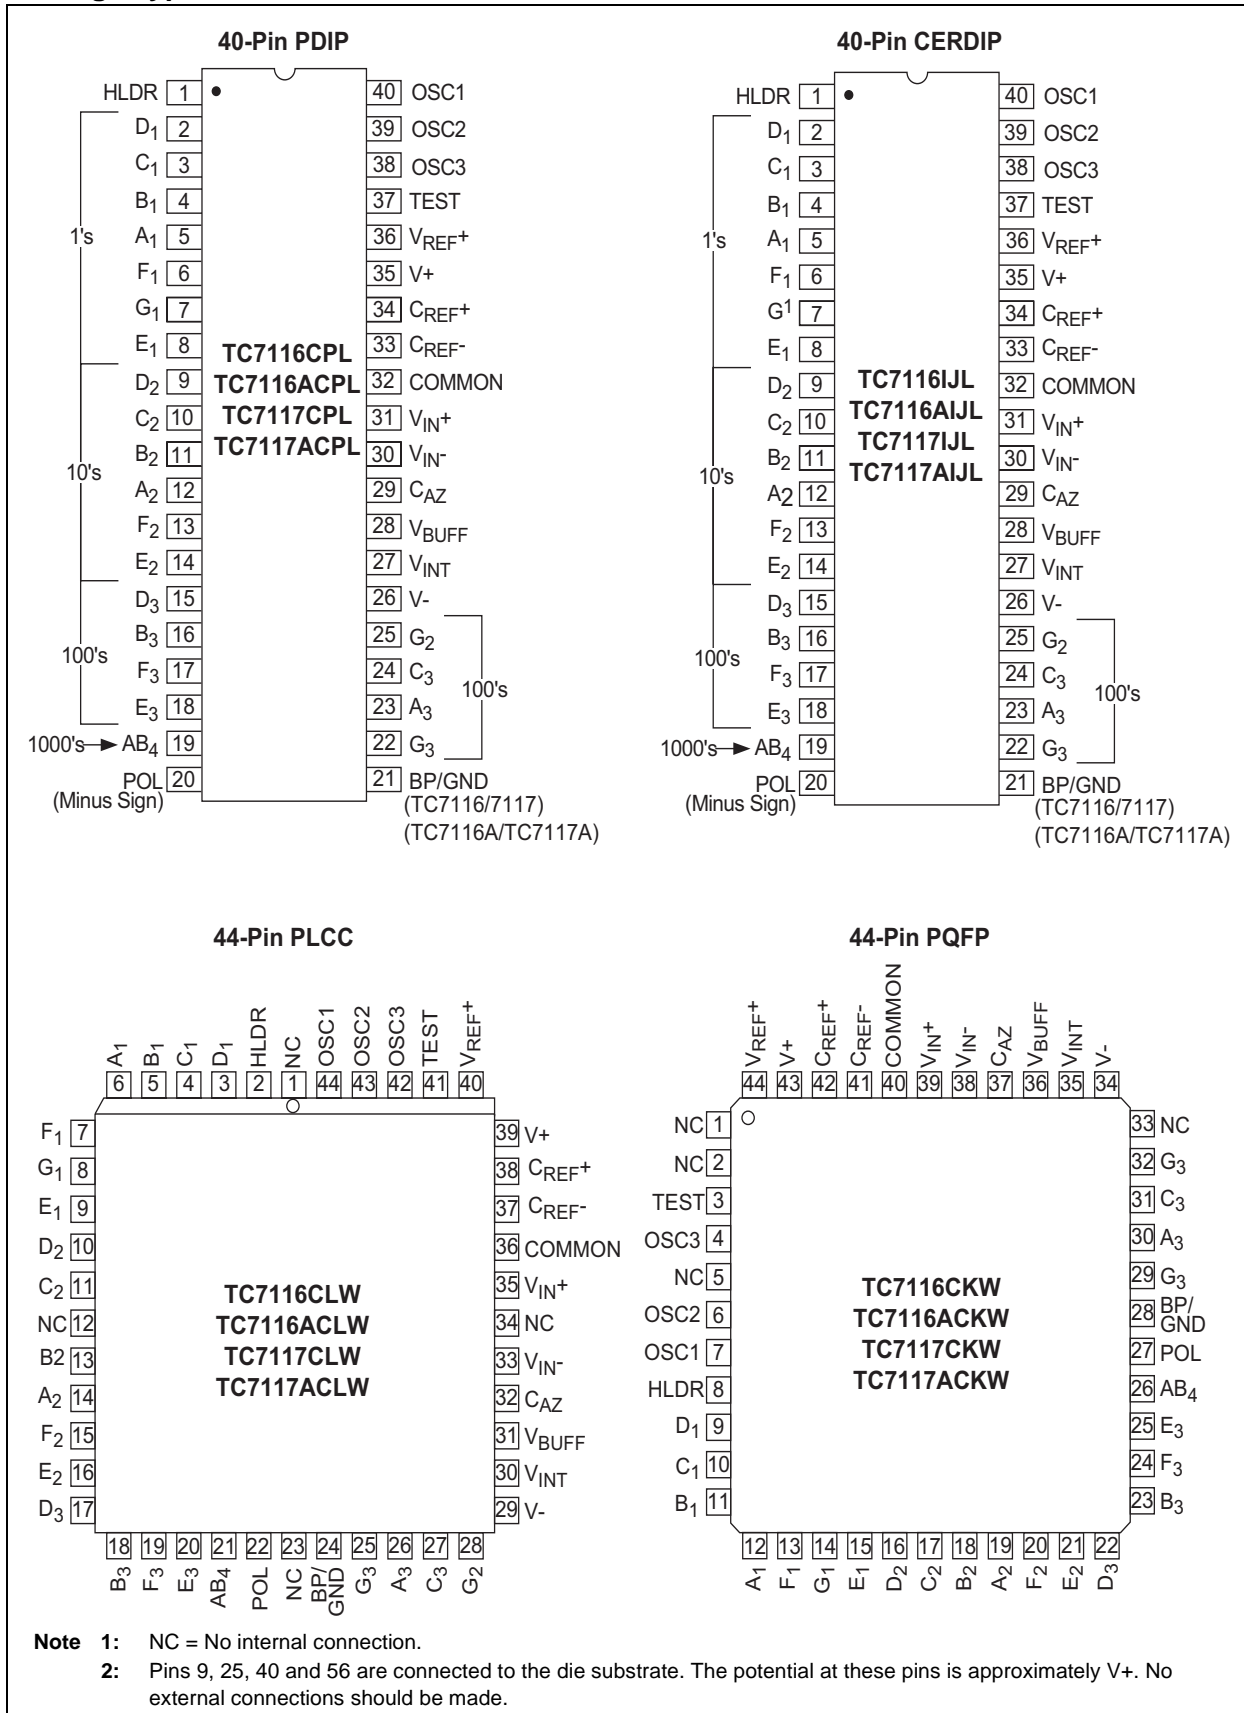 40-Pin PDIP
HLDR 1
D1 2
C1 3
B1 4
A1 5
F1 6
G1 7
E1 8
D2 9
C2 10
B2 11
A2 12
F2 13
E2 14
D3 15
B3 16
F3 17
E3 18
1000's AB4 19
POL 20
(Minus Sign)
1's
10's
100's
TC7116CPL
TC7116ACPL
TC7117CPL
TC7117ACPL
40 OSC1
39 OSC2
38 OSC3
37 TEST
36 VREF+
35 V+
34 CREF+
33 CREF-
32 COMMON
31 VIN+
30 VIN-
29 CAZ
28 VBUFF
27 VINT
26 V-
25 G2
24 C3
23 A3
22 G3
100's
21 BP/GND
(TC7116/7117)
(TC7116A/TC7117A)
40-Pin CERDIP
HLDR 1
D1 2
C1 3
B1 4
A1 5
F1 6
G1 7
E1 8
D2 9
C2 10
B2 11
A2 12
F2 13
E2 14
D3 15
B3 16
F3 17
E3 18
1000's AB4 19
POL 20
(Minus Sign)
1's
10's
100's
TC7116IJL
TC7116AIJL
TC7117IJL
TC7117AIJL
40 OSC1
39 OSC2
38 OSC3
37 TEST
36 VREF+
35 V+
34 CREF+
33 CREF-
32 COMMON
31 VIN+
30 VIN-
29 CAZ
28 VBUFF
27 VINT
26 V-
25 G2
24 C3
23 A3
22 G3
100's
21 BP/GND
(TC7116/7117)
(TC7116A/TC7117A)
44-Pin PLCC
A1 B1 C1 D1 HLDR NC OSC1 OSC2 OSC3 TEST VREF+
6 5 4 3 2 1 44 43 42 41 40
F1 7
G1 8
E1 9
D2 10
C2 11
NC 12
B2 13
A2 14
F2 15
E2 16
D3 17
TC7116CLW
TC7116ACLW
TC7117CLW
TC7117ACLW
39 V+
38 CREF+
37 CREF-
36 COMMON
35 VIN+
34 NC
33 VIN-
32 CAZ
31 VBUFF
30 VINT
29 V-
18 19 20 21 22 23 24 25 26 27 28
B3 F3 E3 AB4 POL NC BP/GND G3 A3 C3 G2
44-Pin PQFP
VREF+ V+ CREF+ CREF- COMMON VIN+ VIN- CAZ VBUFF VINT V-
44 43 42 41 40 39 38 37 36 35 34
NC 1
NC 2
TEST 3
OSC3 4
NC 5
OSC2 6
OSC1 7
HLDR 8
D1 9
C1 10
B1 11
TC7116CKW
TC7116ACKW
TC7117CKW
TC7117ACKW
33 NC
32 G3
31 C3
30 A3
29 G3
28 BP/GND
27 POL
26 AB4
25 E3
24 F3
23 B3
12 13 14 15 16 17 18 19 20 21 22
A1 F1 G1 E1 D2 C2 B2 A2 F2 E2 D3
Note 1: NC = No internal connection.
2: Pins 9, 25, 40 and 56 are connected to the die substrate. The potential at these pins is approximately V+. No
external connections should be made.